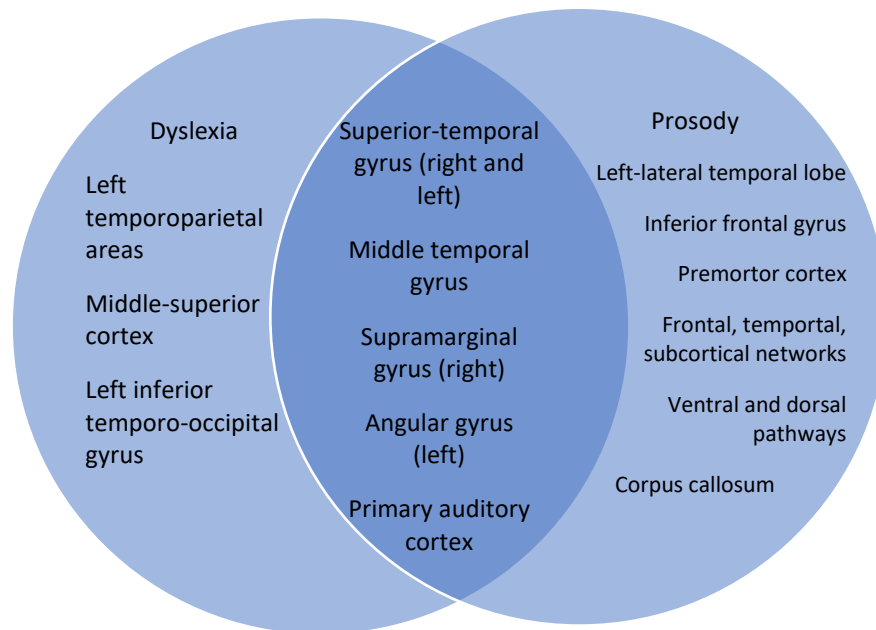 Dyslexia
Left
temporoparietal
areas
Middle-superior
cortex
Left inferior
temporo-occipital
gyrus
Superior-temporal
gyrus (right and
left)
Middle temporal
gyrus
Supramarginal
gyrus (right)
Angular gyrus
(left)
Primary auditory
cortex
Prosody
Left-lateral temporal lobe
Inferior frontal gyrus
Premortor cortex
Frontal, temportal,
subcortical networks
Ventral and dorsal
pathways
Corpus callosum